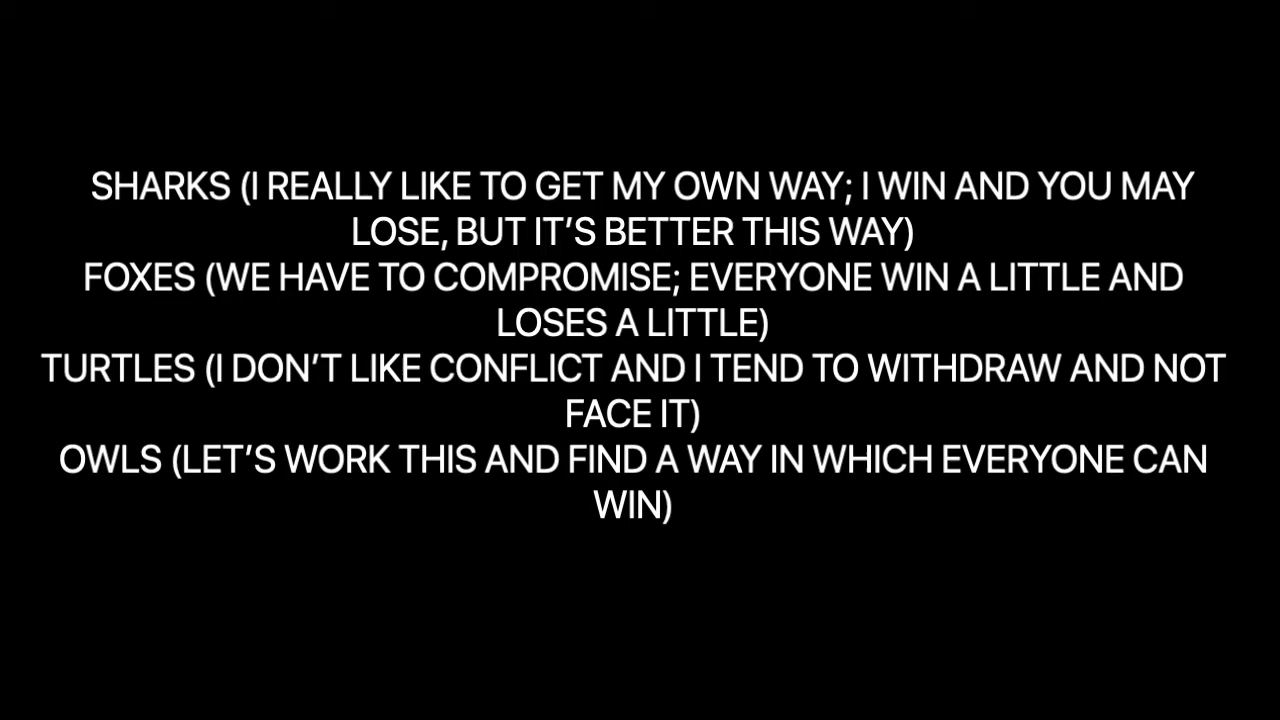 SHARKS (I REALLY LIKE TO GET MY OWN WAY; I WIN AND YOU MAY
LOSE, BUT IT’S BETTER THIS WAY)
FOXES (WE HAVE TO COMPROMISE; EVERYONE WIN A LITTLE AND
LOSES A LITTLE)
TURTLES (I DON’T LIKE CONFLICT AND I TEND TO WITHDRAW AND NOT
FACE IT)
OWLS (LET’S WORK THIS AND FIND A WAY IN WHICH EVERYONE CAN
WIN)